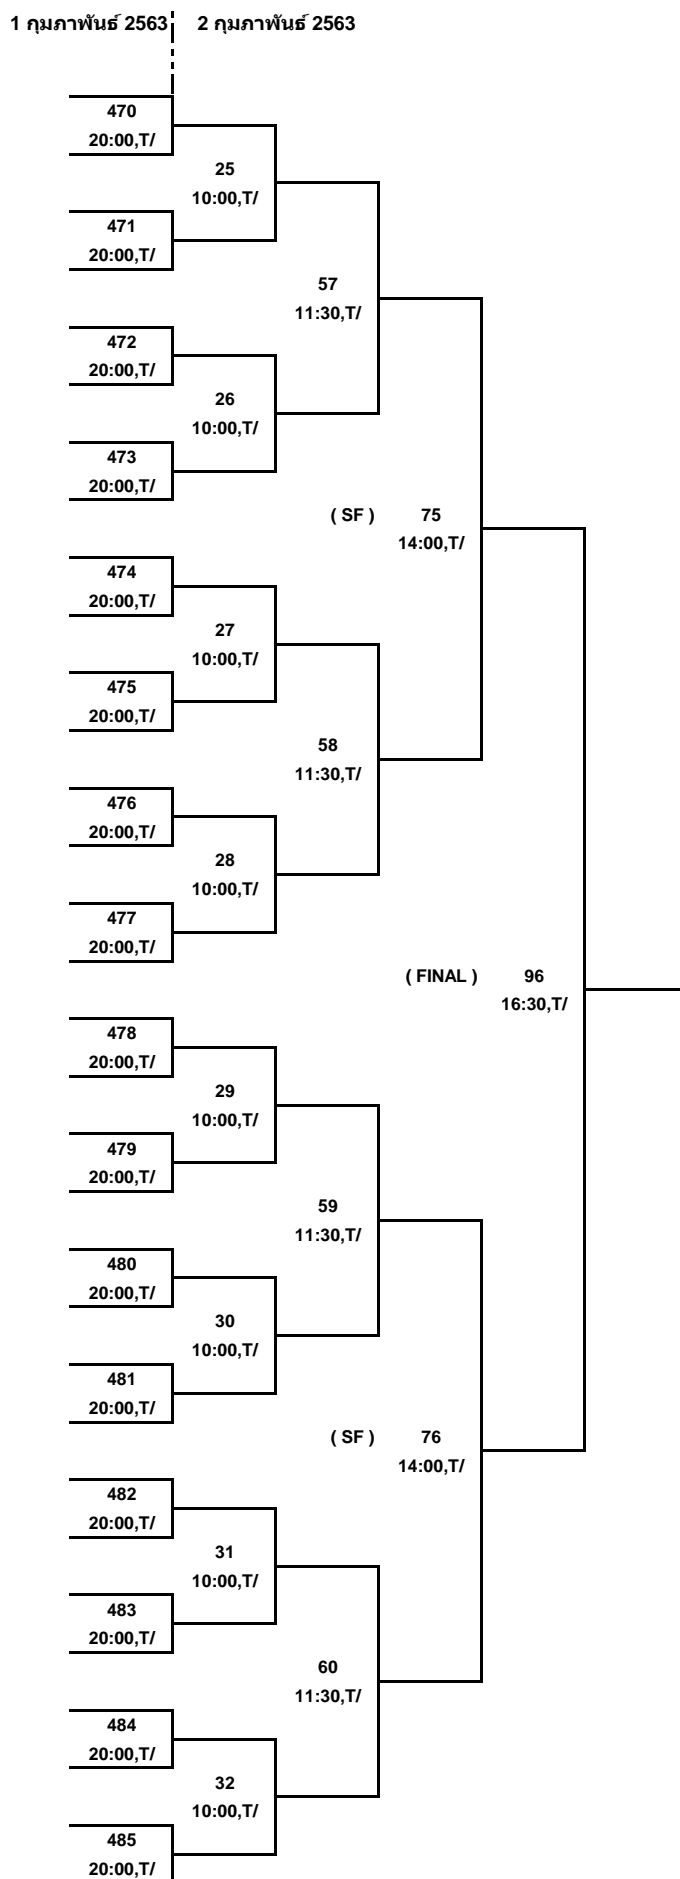 1 กุมภาพันธ์ 2563 2 กุมภาพันธ์ 2563
470
20:00,T/
25
10:00,T/
471
20:00,T/
57
11:30,T/
472
20:00,T/
26
10:00,T/
473
20:00,T/
( SF ) 75
14:00,T/
474
20:00,T/
27
10:00,T/
475
20:00,T/
58
11:30,T/
476
20:00,T/
28
10:00,T/
477
20:00,T/
( FINAL ) 96
16:30,T/
478
20:00,T/
29
10:00,T/
479
20:00,T/
59
11:30,T/
480
20:00,T/
30
10:00,T/
481
20:00,T/
( SF ) 76
14:00,T/
482
20:00,T/
31
10:00,T/
483
20:00,T/
60
11:30,T/
484
20:00,T/
32
10:00,T/
485
20:00,T/